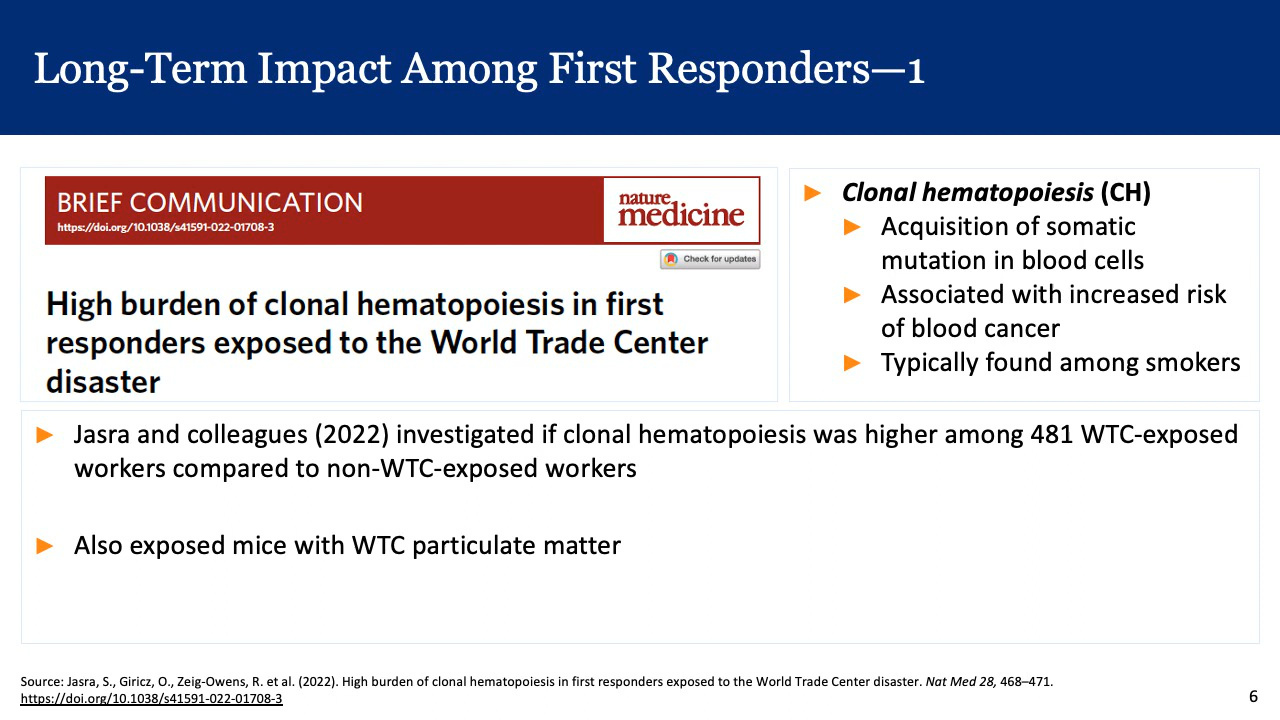 Long-Term Impact Among First Responders—1
BRIEF COMMUNICATION
https://doi.org/10.1038/s41591-022-01708-3
nature
medicine
Check for updates
High burden of clonal hematopoiesis in first
responders exposed to the World Trade Center
disaster
► Clonal hematopoiesis (CH)
► Acquisition of somatic
mutation in blood cells
► Associated with increased risk
of blood cancer
► Typically found among smokers
► Jasra and colleagues (2022) investigated if clonal hematopoiesis was higher among 481 WTC-exposed
workers compared to non-WTC-exposed workers
► Also exposed mice with WTC particulate matter
Source: Jasra, S., Giricz, O., Zeig-Owens, R. et al. (2022). High burden of clonal hematopoiesis in first responders exposed to the World Trade Center disaster. Nat Med 28, 468–471.
https://doi.org/10.1038/s41591-022-01708-3
6